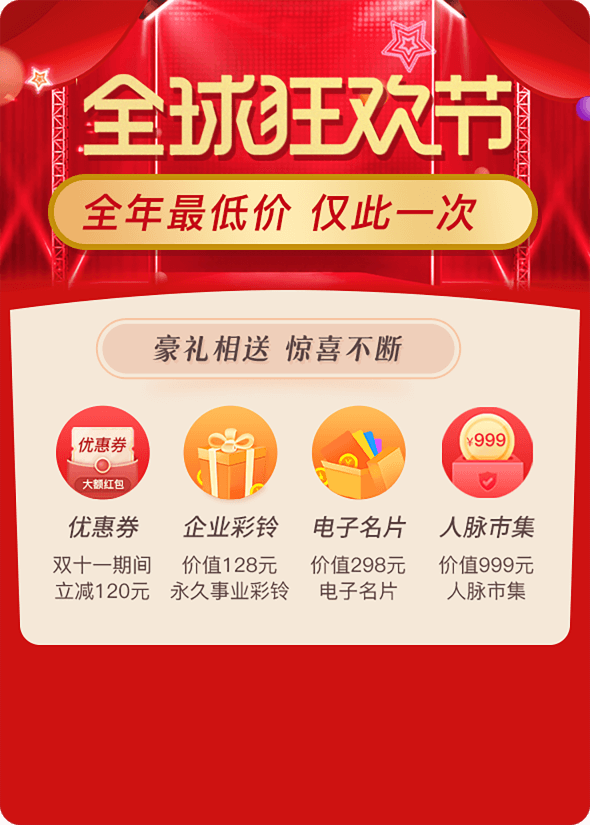 全球狂欢节
全年最低价 仅此一次
豪礼相送 惊喜不断
优惠券
大额红包
¥999
优惠券 企业彩铃 电子名片 人脉市集
双十一期间 价值128元 价值298元 价值999元
立减120元 永久事业彩铃 电子名片 人脉市集